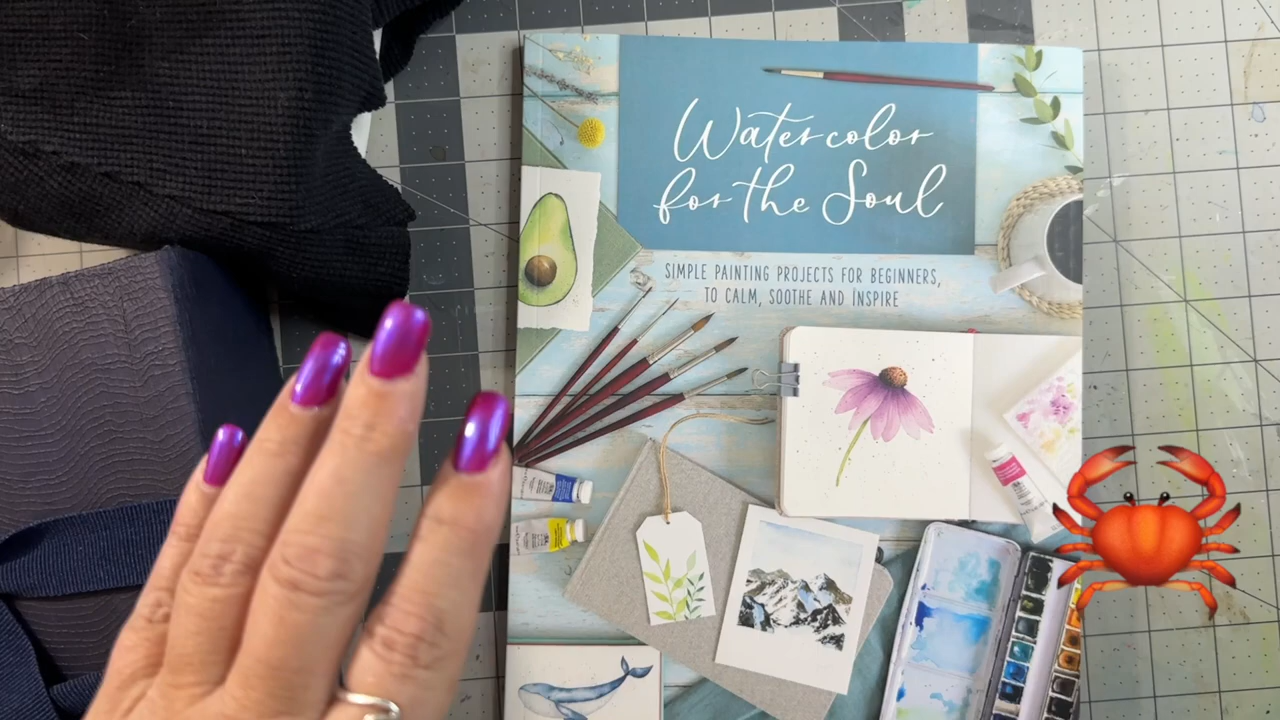 Watercolor
for the Soul
SIMPLE PAINTING PROJECTS FOR BEGINNERS,
TO CALM, SOOTHE AND INSPIRE